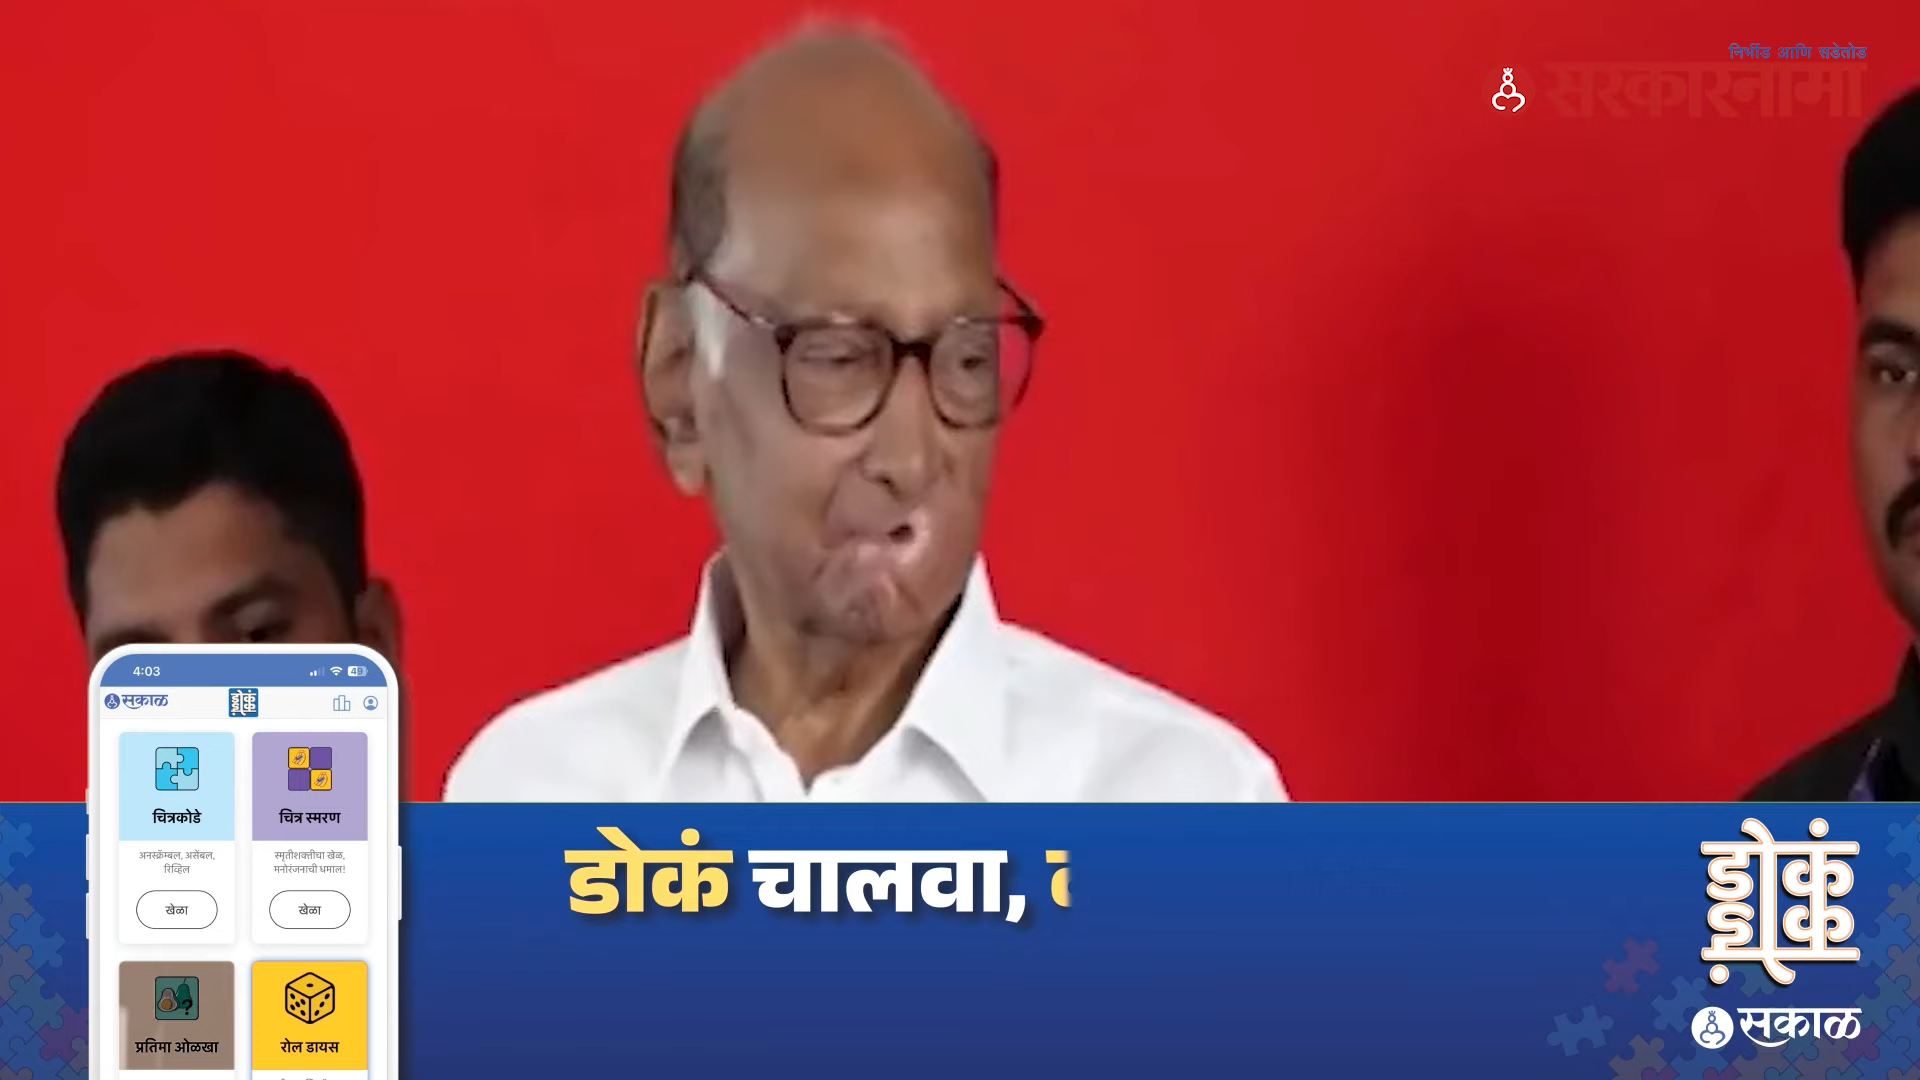 निर्भीड आणि सडेतोड
सरकारनामा
4:03
49
सकाळ
डोकं
चित्रकोडे
चित्र स्मरण
अनस्क्रॅम्बल, असेंबल,
रिव्हिल
स्मृतीशक्तीचा खेळ,
मनोरंजनाची धमाल!
खेळा
खेळा
प्रतिमा ओळखा
रोल डायस
डोकं चालवा,
डोकं
सकाळ